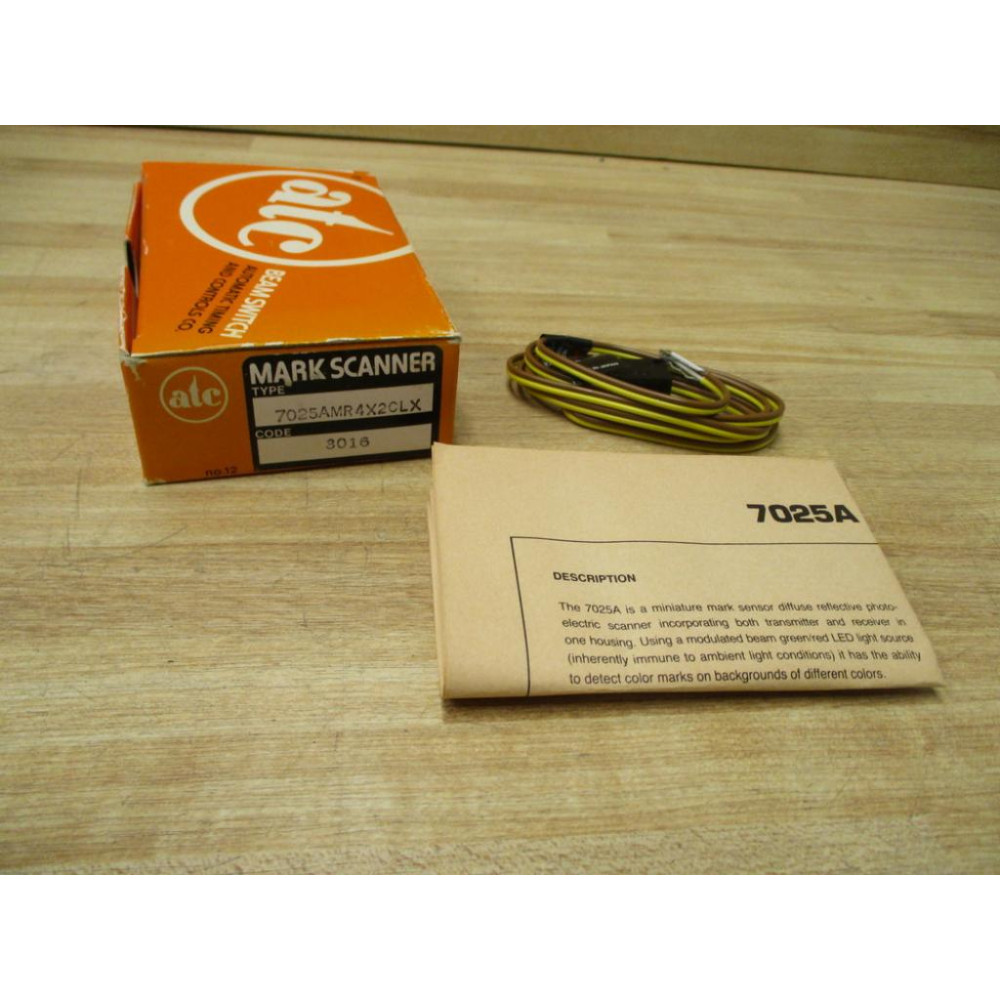 atc
BEAM SWITCH
AUTOMATIC TIMING
AND CONTROLS CO.
atc
MARK SCANNER
TYPE
7025AMR4X2CLX
CODE
3016
no.12
7025A
DESCRIPTION
The 7025A is a miniature mark sensor diffuse reflective photo-
electric scanner incorporating both transmitter and receiver in
one housing. Using a modulated beam green/red LED light source
(inherently immune to ambient light conditions) it has the ability
to detect color marks on backgrounds of different colors.